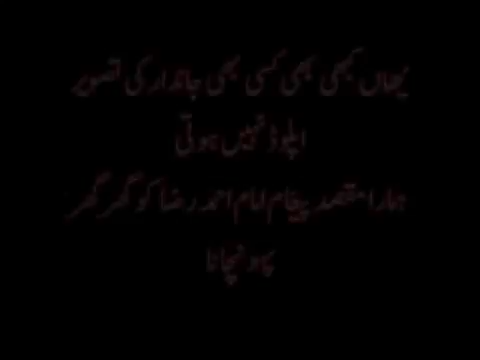 یہاں کبھی بھی کسی بھی جاندار کی تصویر
اپلوڈ نہیں ہوتی
ہمارا مقصد پیغام امام احمد رضا کو گھر گھر
پہونچانا